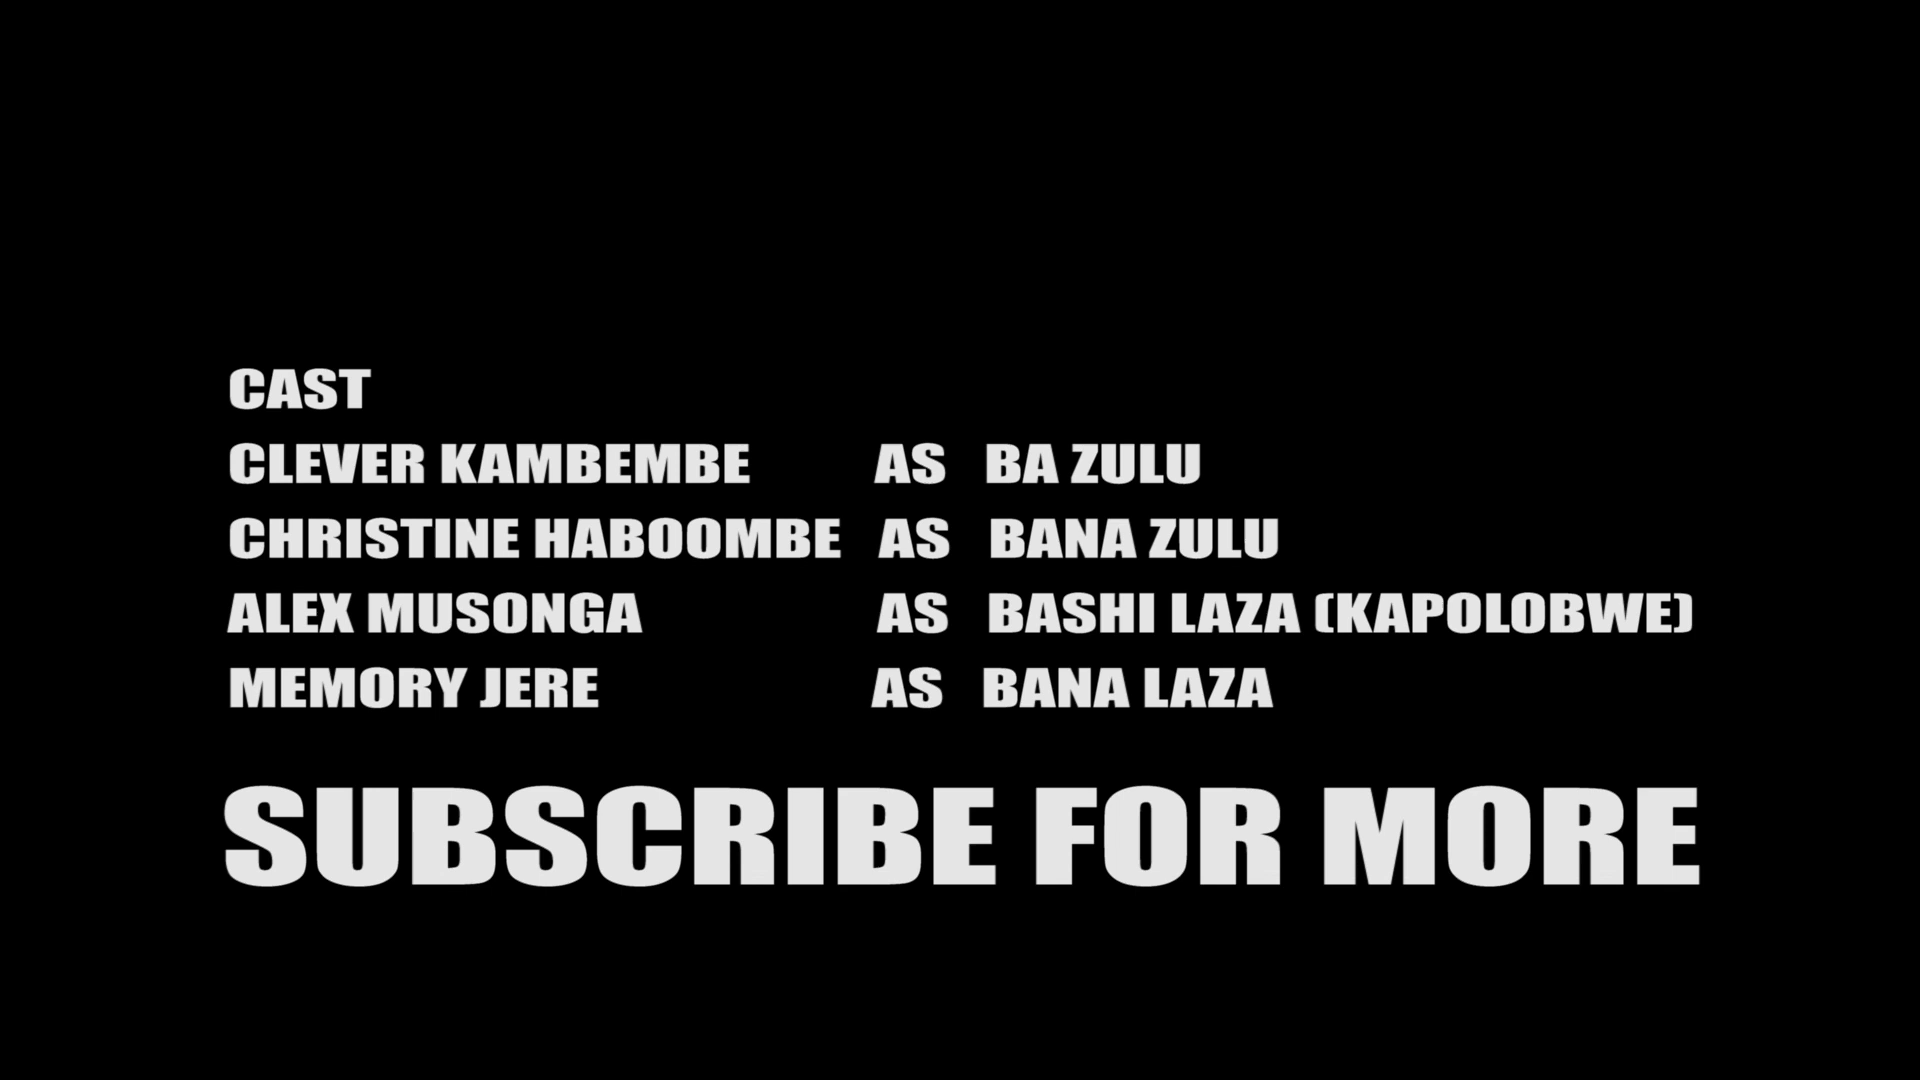 CAST
CLEVER KAMBEMBE AS BA ZULU
CHRISTINE HABOOMBE AS BANA ZULU
ALEX MUSONGA AS BASHI LAZA (KAPOLOBWE)
MEMORY JERE AS BANA LAZA
SUBSCRIBE FOR MORE